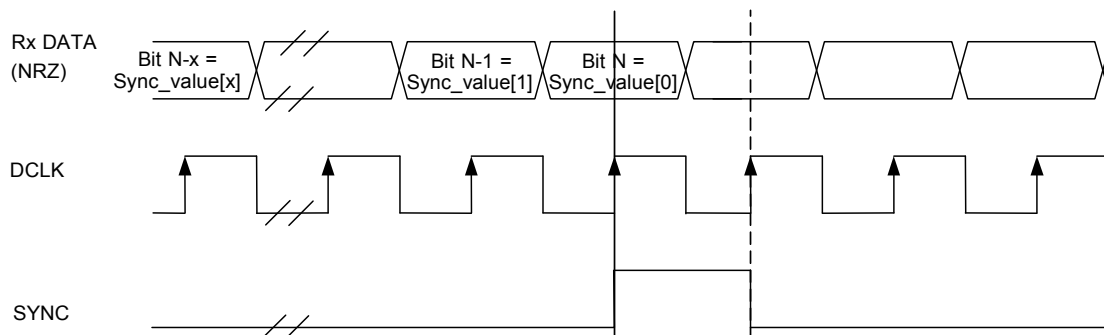 Rx DATA
(NRZ)
Bit N-x =
Sync_value[x]
Bit N-1 =
Sync_value[1]
Bit N =
Sync_value[0]
DCLK
SYNC